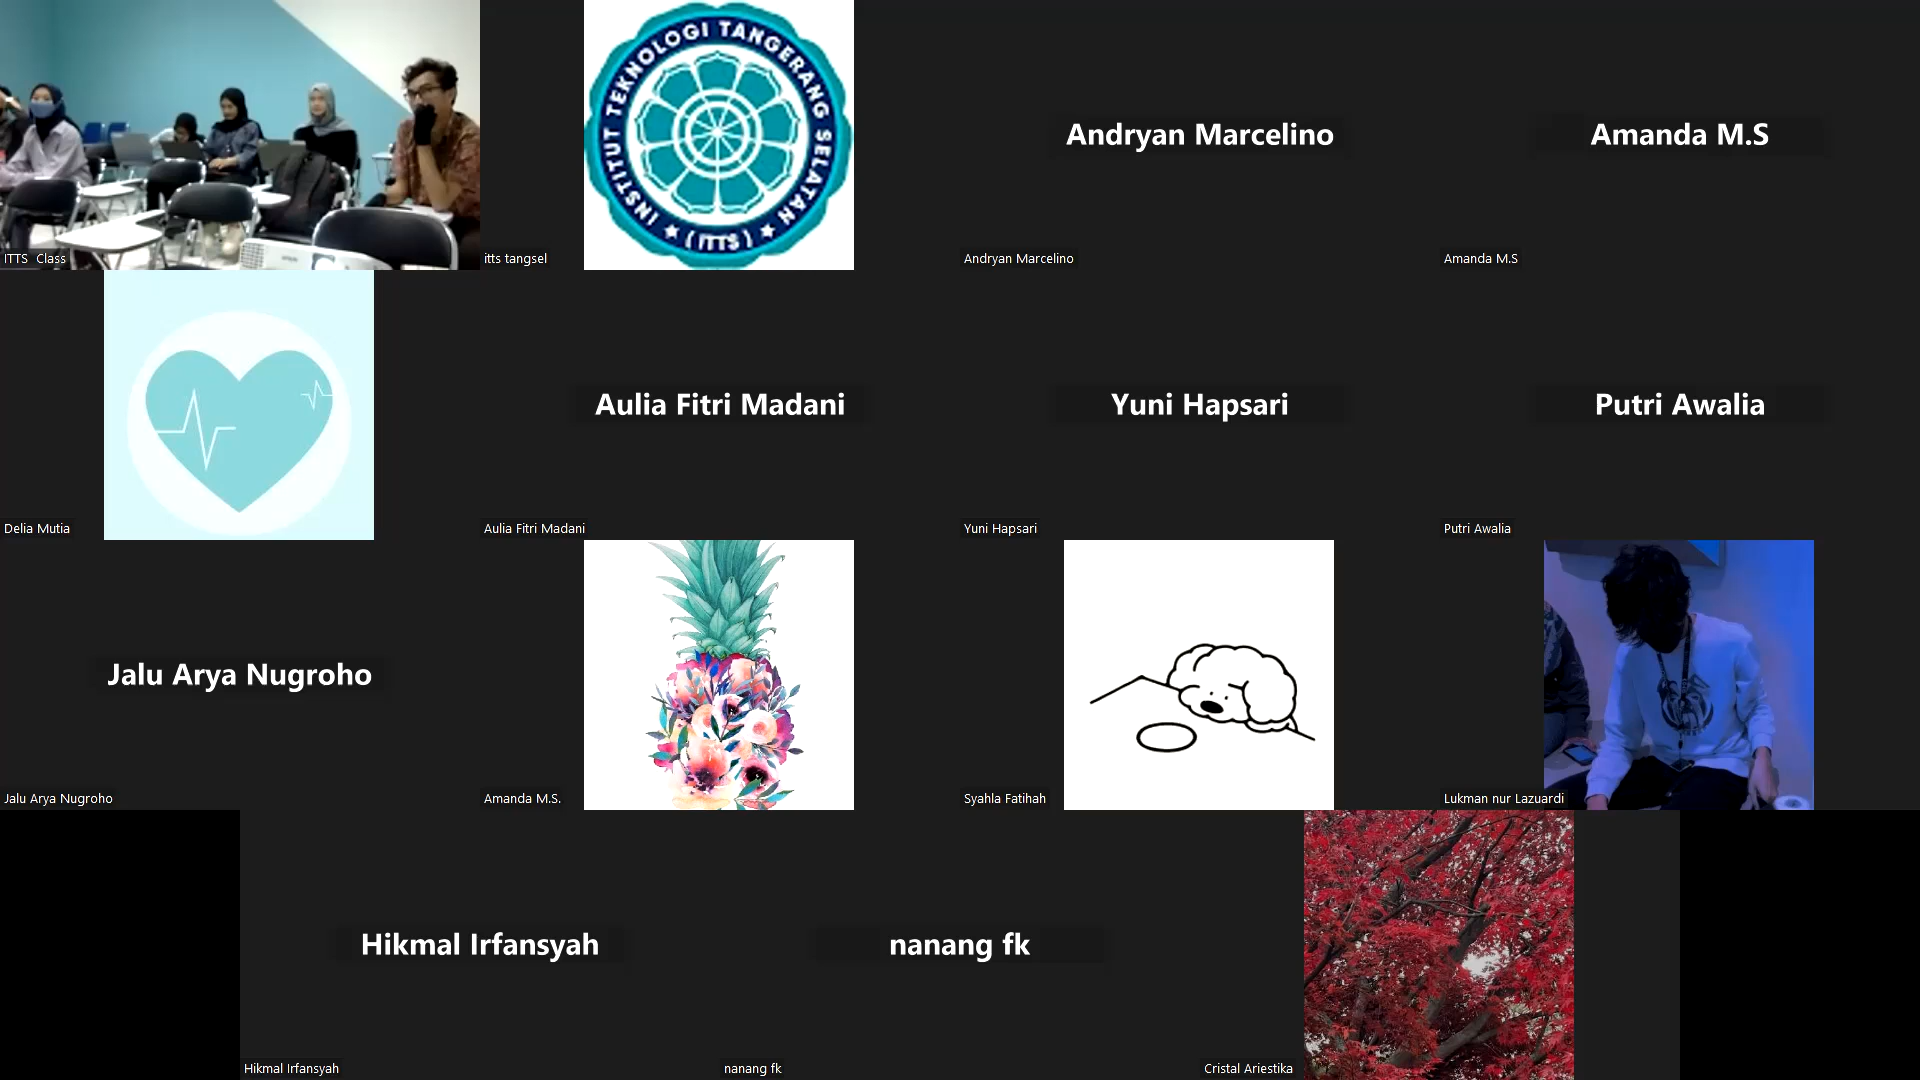 ITTS Class
INSTITUT TEKNOLOGI TANGERANG SELATAN
(ITTS)
itts tangsel
Andryan Marcelino
Andryan Marcelino
Amanda M.S
Amanda M.S
Delia Mutia
Aulia Fitri Madani
Aulia Fitri Madani
Yuni Hapsari
Yuni Hapsari
Putri Awalia
Putri Awalia
Jalu Arya Nugroho
Jalu Arya Nugroho
Amanda M.S.
Syahla Fatihah
Lukman nur Lazuardi
Hikmal Irfansyah
Hikmal Irfansyah
nanang fk
nanang fk
Cristal Ariestika